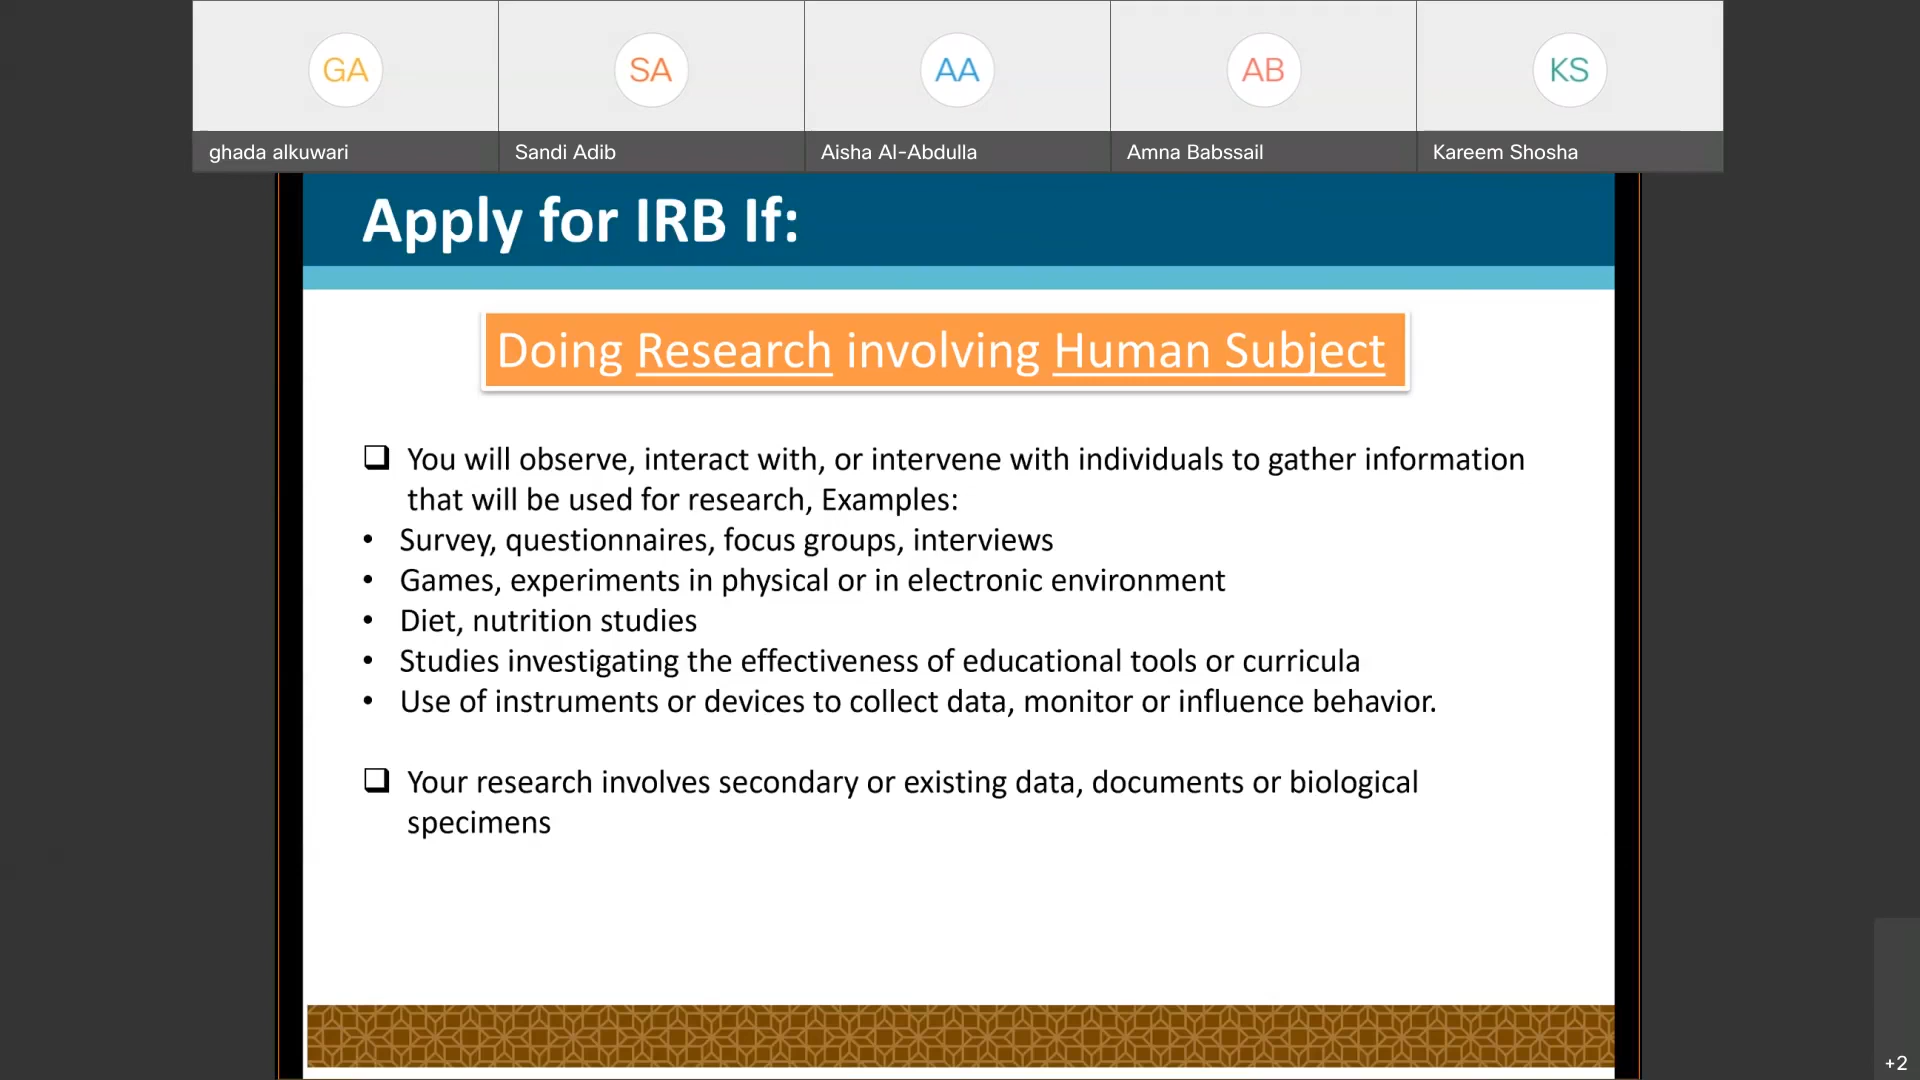 GA
SA
AA
AB
KS
ghada alkuwari
Sandi Adib
Aisha Al-Abdulla
Amna Babssail
Kareem Shosha
Apply for IRB If:
Doing Research involving Human Subject
❑ You will observe, interact with, or intervene with individuals to gather information
that will be used for research, Examples:
• Survey, questionnaires, focus groups, interviews
• Games, experiments in physical or in electronic environment
• Diet, nutrition studies
• Studies investigating the effectiveness of educational tools or curricula
• Use of instruments or devices to collect data, monitor or influence behavior.
❑ Your research involves secondary or existing data, documents or biological
specimens
+2